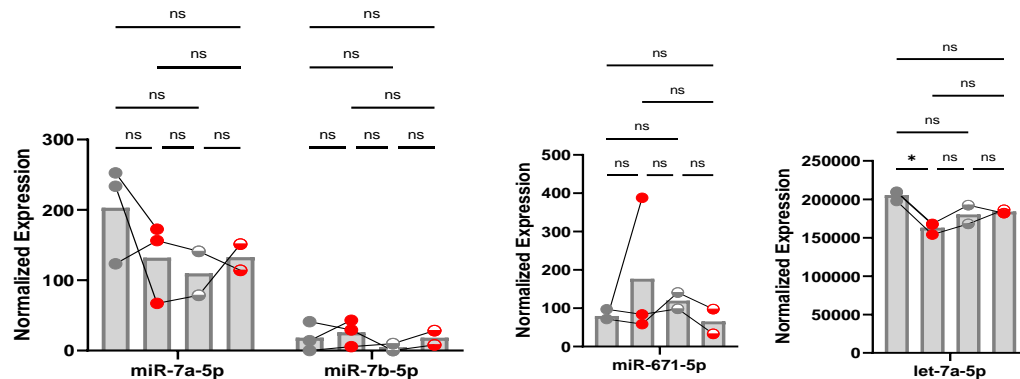 ns
ns
ns
ns
ns
ns
ns
ns
ns
ns
ns
ns
Normalized Expression
300
200
100
0
miR-7a-5p
miR-7b-5p
ns
ns
ns
ns
ns
ns
Normalized Expression
500
400
300
200
100
0
miR-671-5p
ns
ns
ns
*
ns
ns
Normalized Expression
250000
200000
150000
100000
50000
0
let-7a-5p